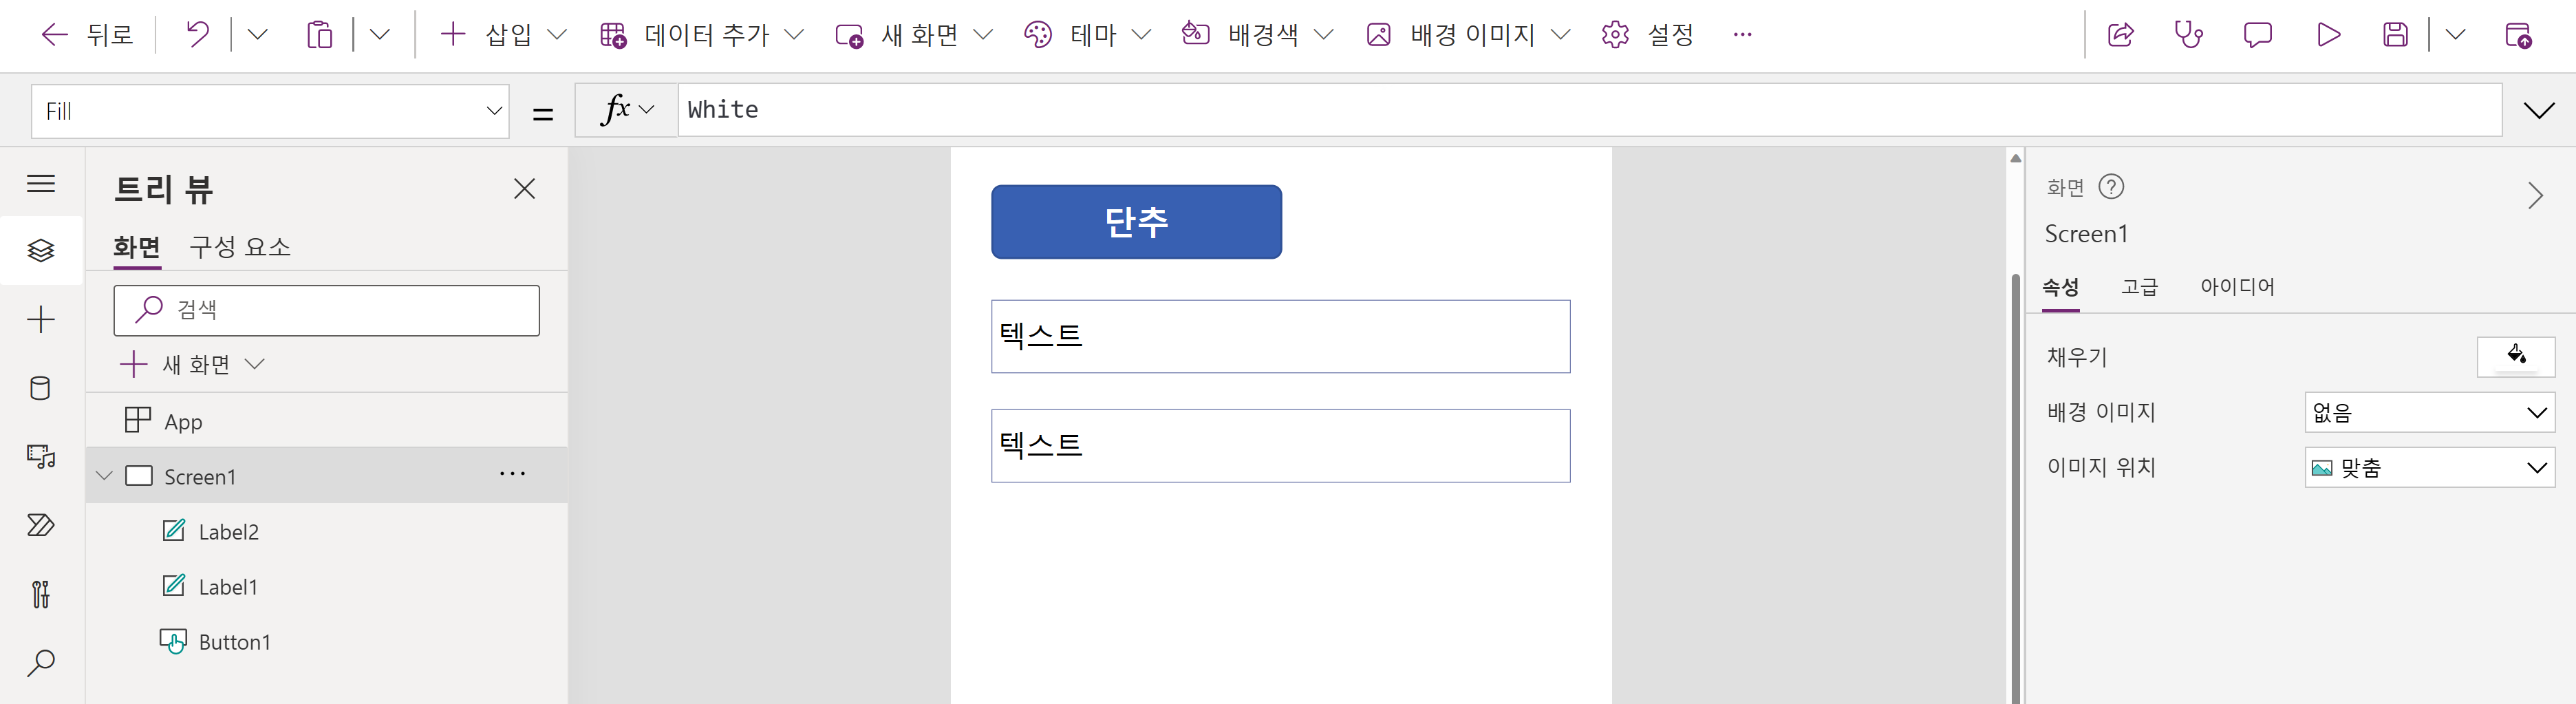 뒤로 삽입 데이터 추가 새 화면 테마 배경색 배경 이미지 설정 ...
Fill = fx White
트리 뷰
화면 구성 요소
검색
새 화면
App
Screen1 ...
Label2
Label1
Button1
단추
텍스트
텍스트
화면 ?
Screen1
속성 고급 아이디어
채우기
배경 이미지 없음
이미지 위치 맞춤